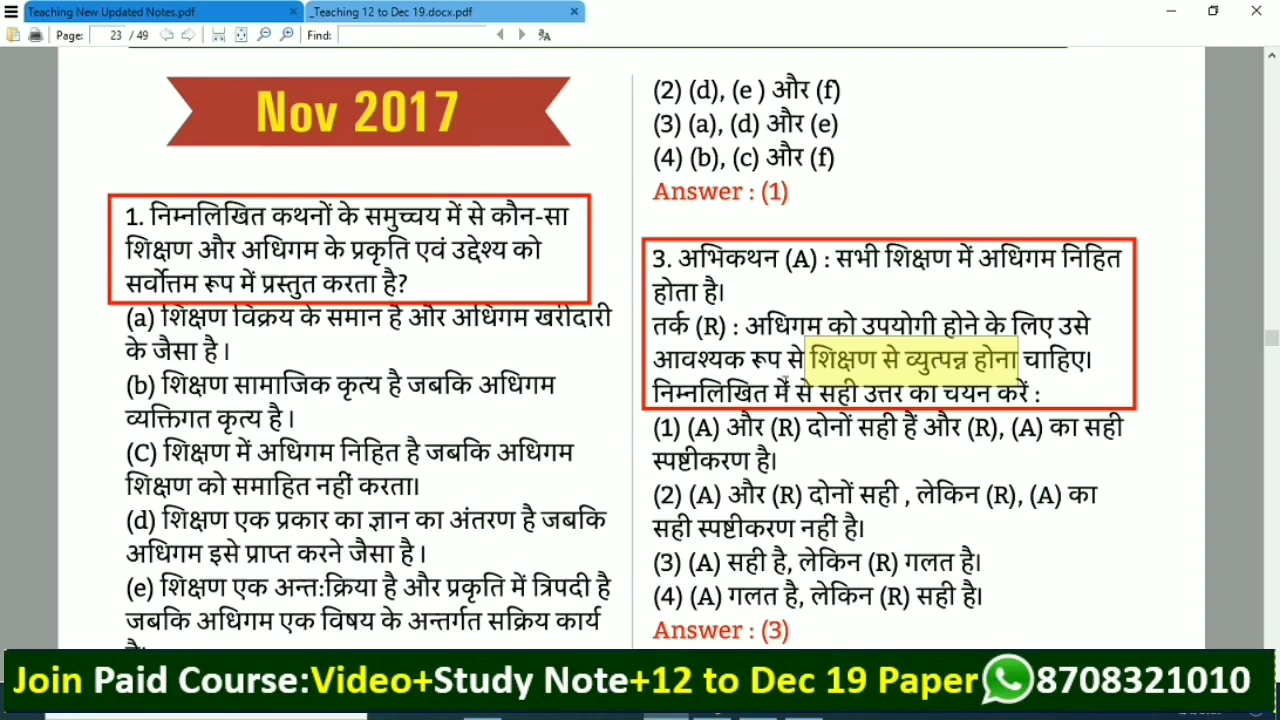 Teaching New Updated Notes.pdf
_Teaching 12 to Dec 19.docx.pdf
Page: 23 / 49 Find:
Nov 2017
1. निम्नलिखित कथनों के समुच्चय में से कौन-सा
शिक्षण और अधिगम के प्रकृति एवं उद्देश्य को
सर्वोत्तम रूप में प्रस्तुत करता है?
(a) शिक्षण विक्रय के समान है और अधिगम खरीदारी
के जैसा है ।
(b) शिक्षण सामाजिक कृत्य है जबकि अधिगम
व्यक्तिगत कृत्य है ।
(C) शिक्षण में अधिगम निहित है जबकि अधिगम
शिक्षण को समाहित नहीं करता।
(d) शिक्षण एक प्रकार का ज्ञान का अंतरण है जबकि
अधिगम इसे प्राप्त करने जैसा है ।
(e) शिक्षण एक अन्त:क्रिया है और प्रकृति में त्रिपदी है
जबकि अधिगम एक विषय के अन्तर्गत सक्रिय कार्य
(2) (d), (e ) और (f)
(3) (a), (d) और (e)
(4) (b), (c) और (f)
Answer : (1)
3. अभिकथन (A) : सभी शिक्षण में अधिगम निहित
होता है।
तर्क (R) : अधिगम को उपयोगी होने के लिए उसे
आवश्यक रूप से शिक्षण से व्युत्पन्न होना चाहिए।
निम्नलिखित में से सही उत्तर का चयन करें :
(1) (A) और (R) दोनों सही हैं और (R), (A) का सही
स्पष्टीकरण है।
(2) (A) और (R) दोनों सही , लेकिन (R), (A) का
सही स्पष्टीकरण नहीं है।
(3) (A) सही है, लेकिन (R) गलत है।
(4) (A) गलत है, लेकिन (R) सही है।
Answer : (3)
Join Paid Course:Video+Study Note+12 to Dec 19 Paper 8708321010